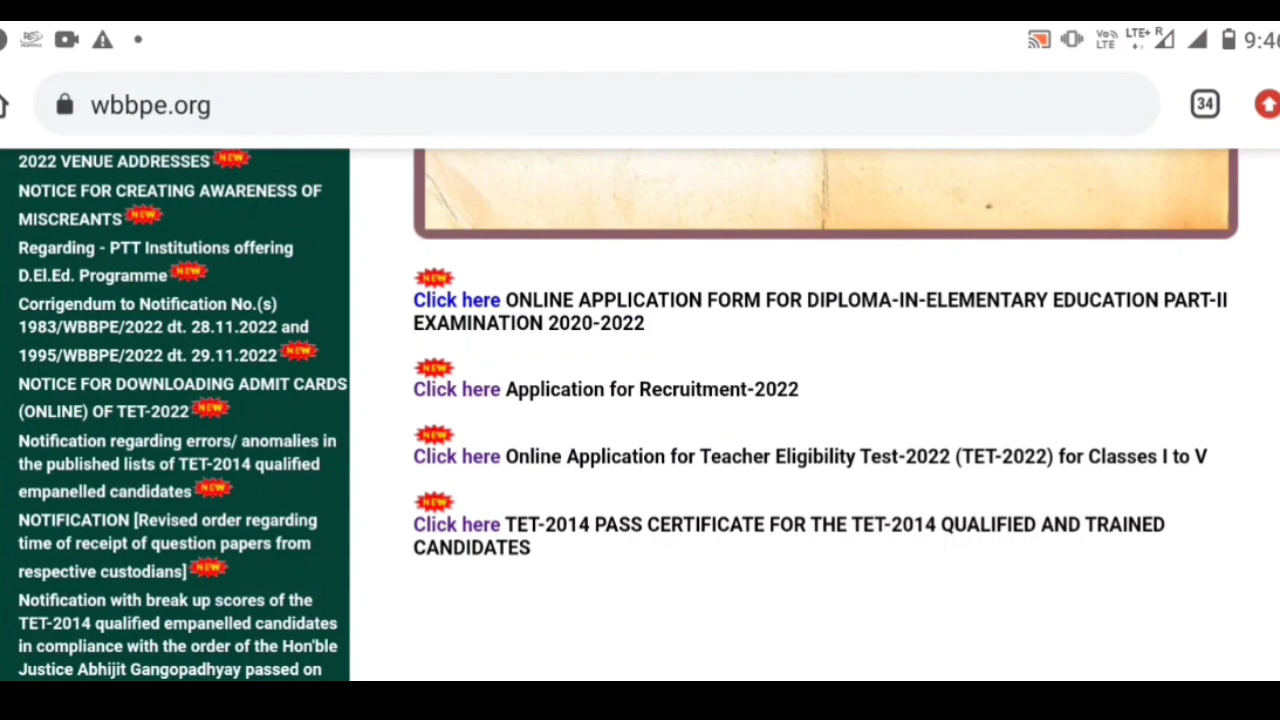 Vo))
LTE
LTE+
R
9:46
wbbpe.org
34
2022 VENUE ADDRESSES NEW
NOTICE FOR CREATING AWARENESS OF
MISCREANTS NEW
Regarding - PTT Institutions offering
D.El.Ed. Programme NEW
Corrigendum to Notification No.(s)
1983/WBBPE/2022 dt. 28.11.2022 and
1995/WBBPE/2022 dt. 29.11.2022 NEW
NOTICE FOR DOWNLOADING ADMIT CARDS
(ONLINE) OF TET-2022 NEW
Notification regarding errors/ anomalies in
the published lists of TET-2014 qualified
empanelled candidates NEW
NOTIFICATION [Revised order regarding
time of receipt of question papers from
respective custodians] NEW
Notification with break up scores of the
TET-2014 qualified empanelled candidates
in compliance with the order of the Hon'ble
Justice Abhijit Gangopadhyay passed on
NEW
Click here ONLINE APPLICATION FORM FOR DIPLOMA-IN-ELEMENTARY EDUCATION PART-II
EXAMINATION 2020-2022
NEW
Click here Application for Recruitment-2022
NEW
Click here Online Application for Teacher Eligibility Test-2022 (TET-2022) for Classes I to V
NEW
Click here TET-2014 PASS CERTIFICATE FOR THE TET-2014 QUALIFIED AND TRAINED
CANDIDATES